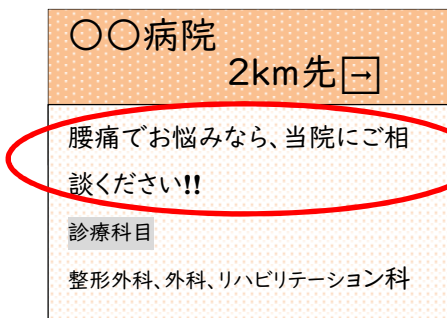 〇〇病院
2km先→
腰痛でお悩みなら、当院にご相
談ください!!
診療科目
整形外科、外科、リハビリテーション科